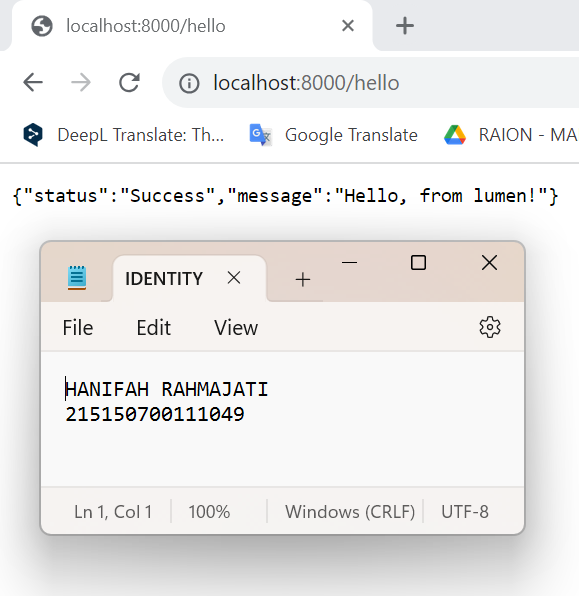 localhost:8000/hello
localhost:8000/hello
DeepL Translate: Th...
Google Translate
RAION - MA
{"status":"Success","message":"Hello, from lumen!"}
IDENTITY
File Edit View
HANIFAH RAHMAJATI
215150700111049
Ln 1, Col 1 100% Windows (CRLF) UTF-8